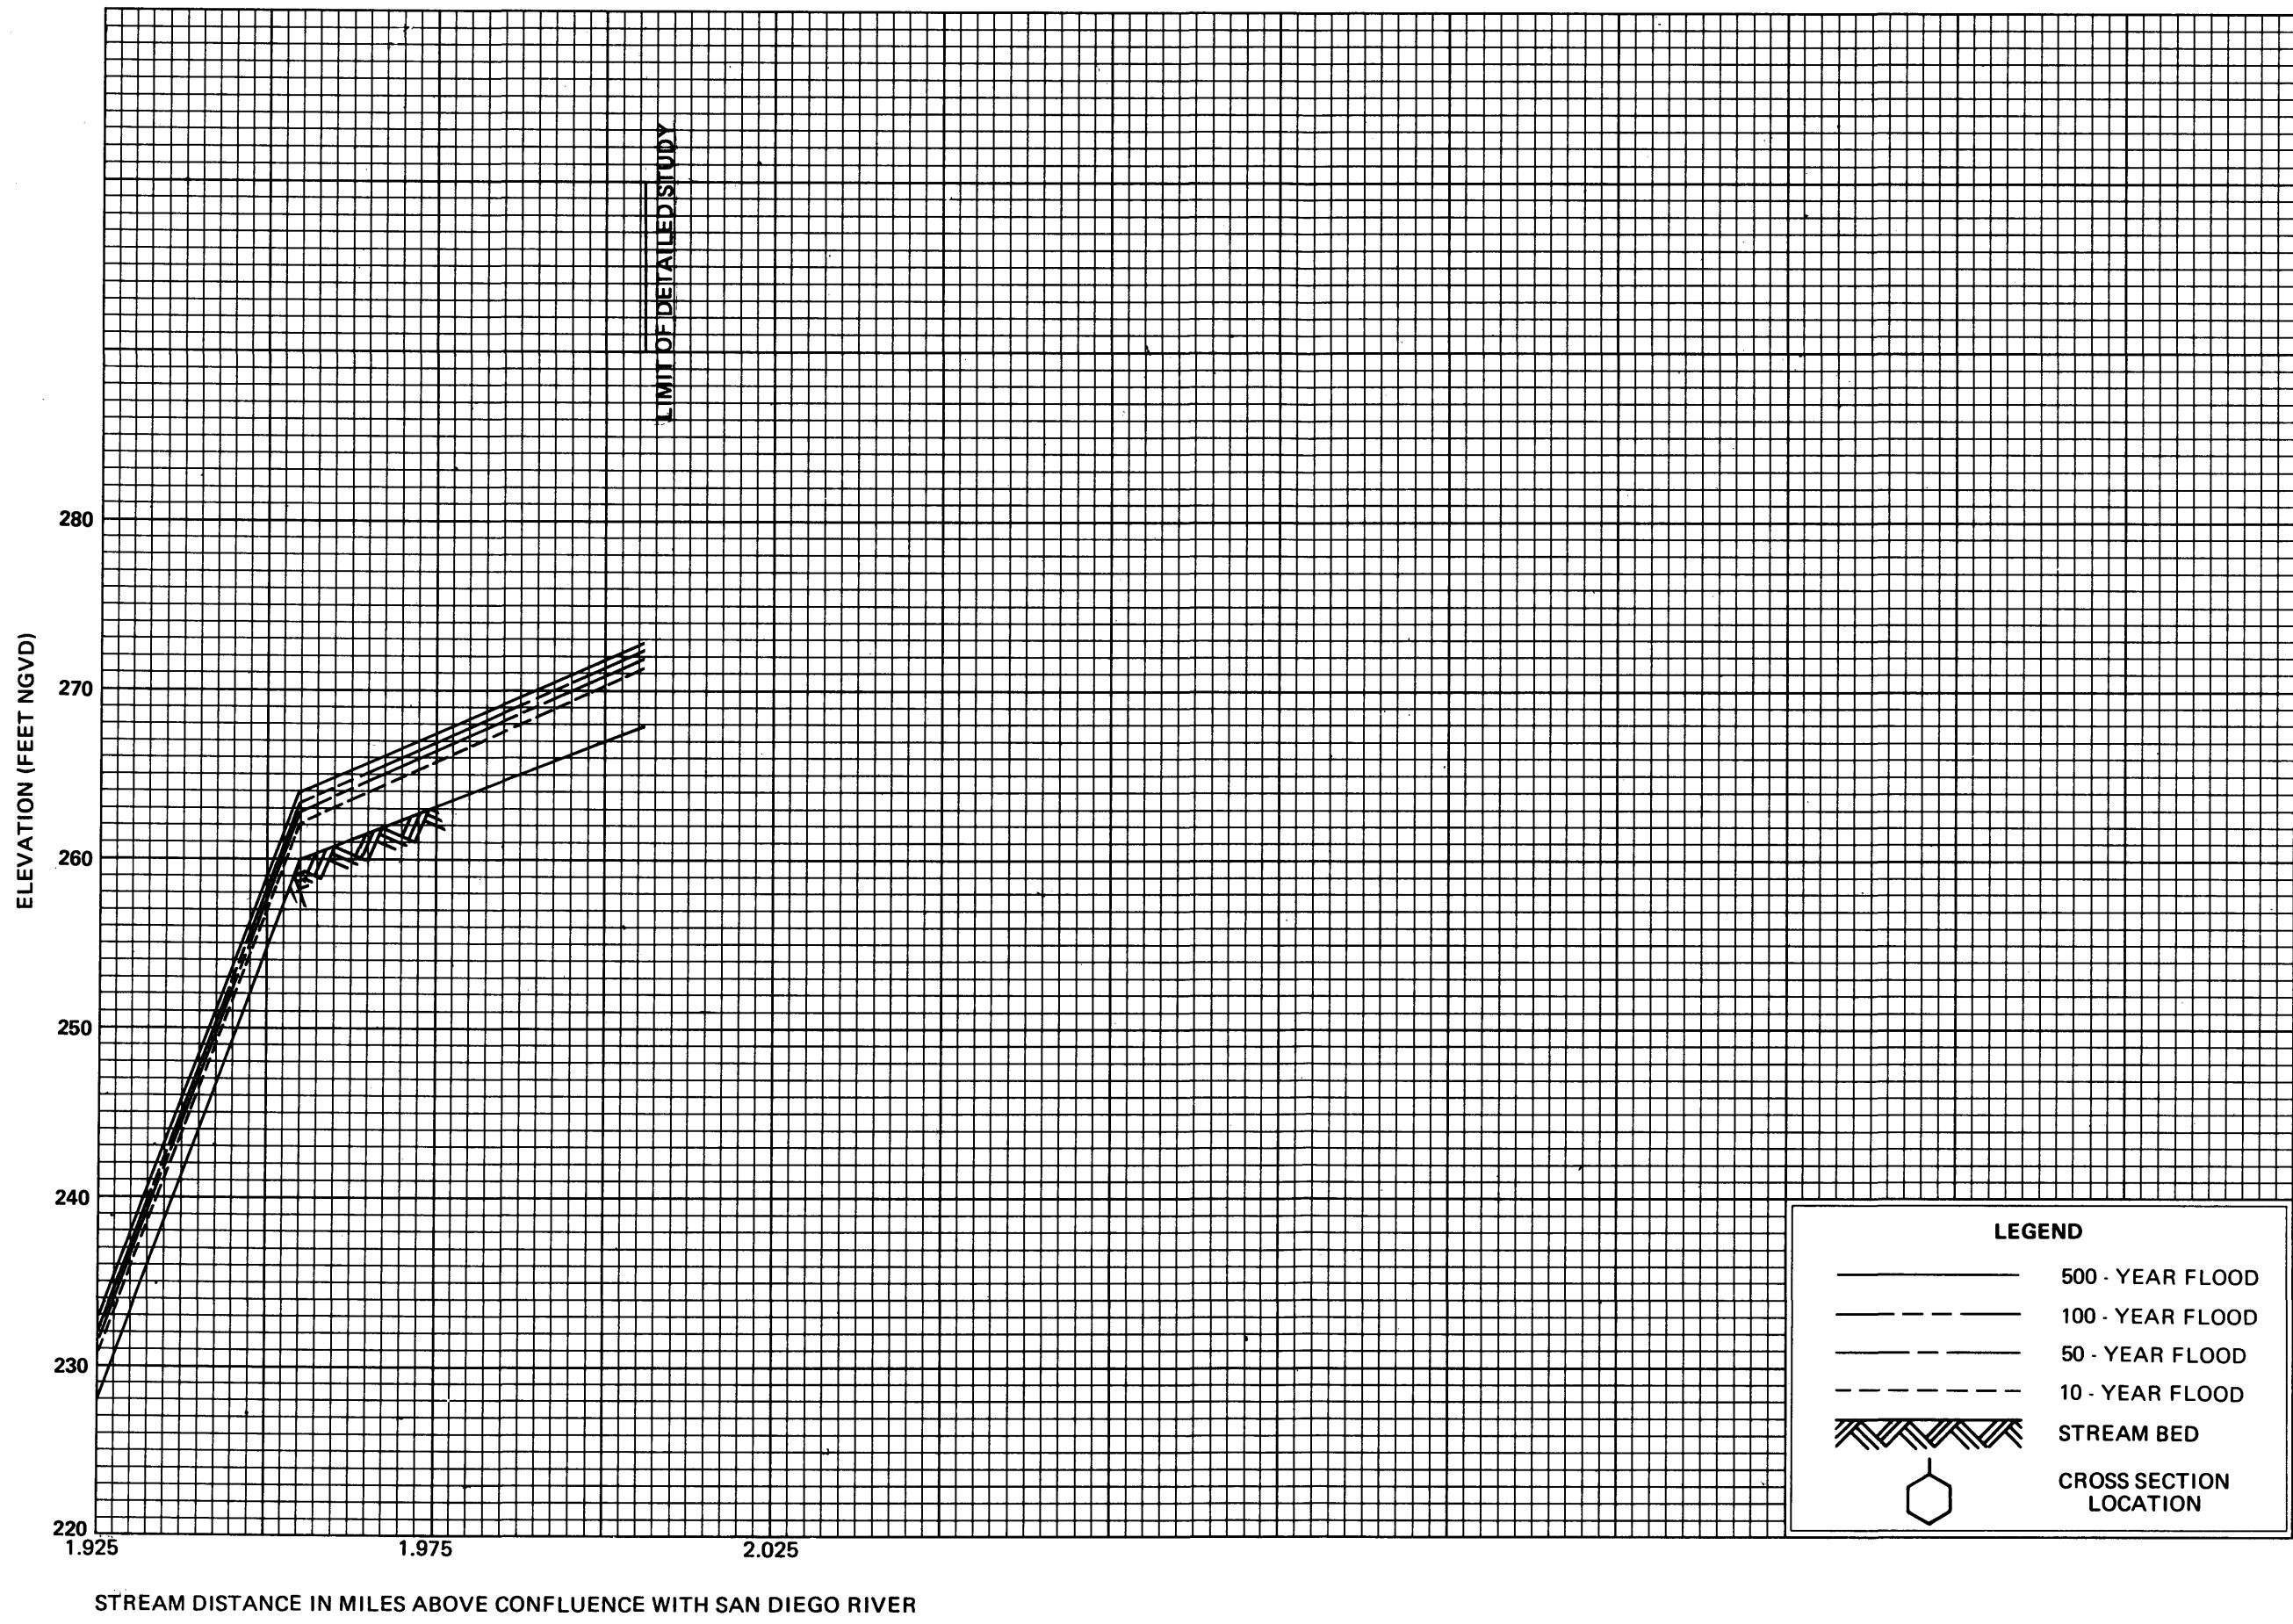 LIMIT OF DETAILED STUDY
ELEVATION (FEET NGVD)
280
270
260
250
240
230
220
1.925
1.975
2.025
STREAM DISTANCE IN MILES ABOVE CONFLUENCE WITH SAN DIEGO RIVER
LEGEND
500 - YEAR FLOOD
100 - YEAR FLOOD
50 - YEAR FLOOD
10 - YEAR FLOOD
STREAM BED
CROSS SECTION
LOCATION